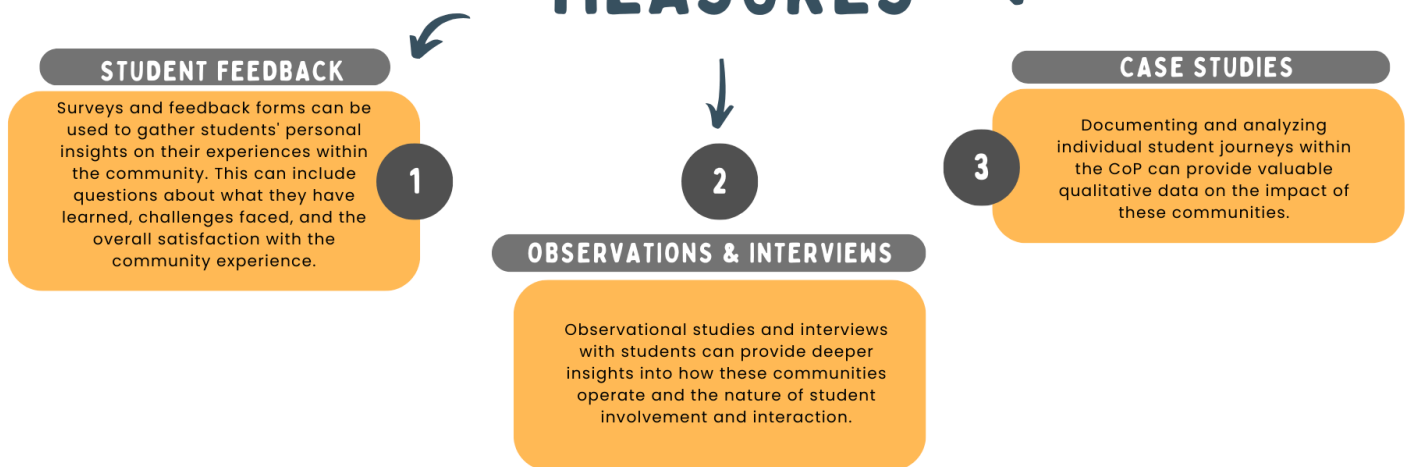 MEASURES
STUDENT FEEDBACK
Surveys and feedback forms can be
used to gather students' personal
insights on their experiences within
the community. This can include
questions about what they have
learned, challenges faced, and the
overall satisfaction with the
community experience.
1
2
OBSERVATIONS & INTERVIEWS
Observational studies and interviews
with students can provide deeper
insights into how these communities
operate and the nature of student
involvement and interaction.
CASE STUDIES
3
Documenting and analyzing
individual student journeys within
the CoP can provide valuable
qualitative data on the impact of
these communities.